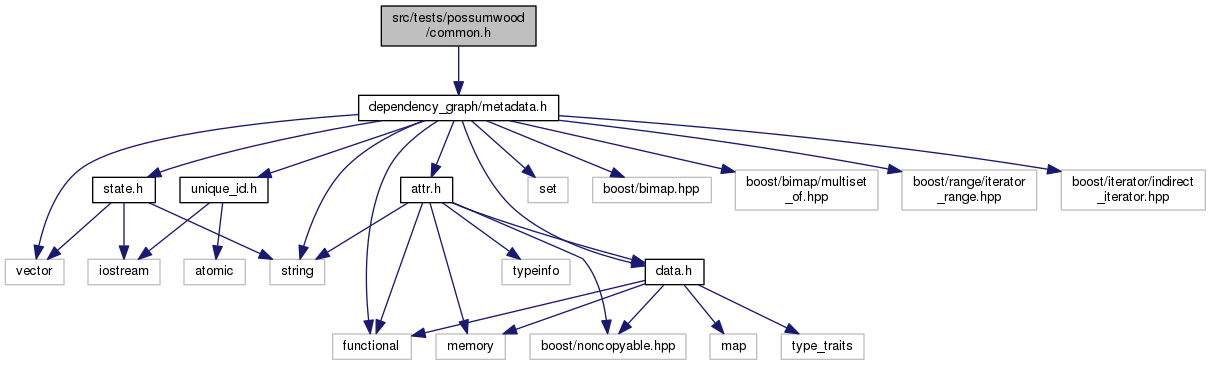 src/tests/possumwood
/common.h
dependency_graph/metadata.h
state.h
unique_id.h
attr.h
set
boost/bimap.hpp
boost/bimap/multiset
_of.hpp
boost/range/iterator
_range.hpp
boost/iterator/indirect
_iterator.hpp
vector
iostream
atomic
string
typeinfo
data.h
functional
memory
boost/noncopyable.hpp
map
type_traits